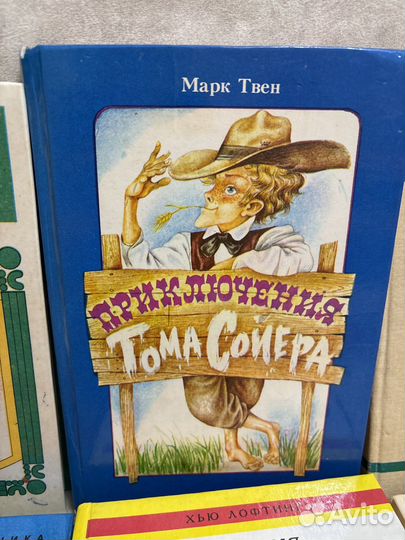 Марк Твен
ПРИКЛЮЧЕНИЯ
ТОМА СОЙЕРА
ХЬЮ ЛОФТИНГ
Avito